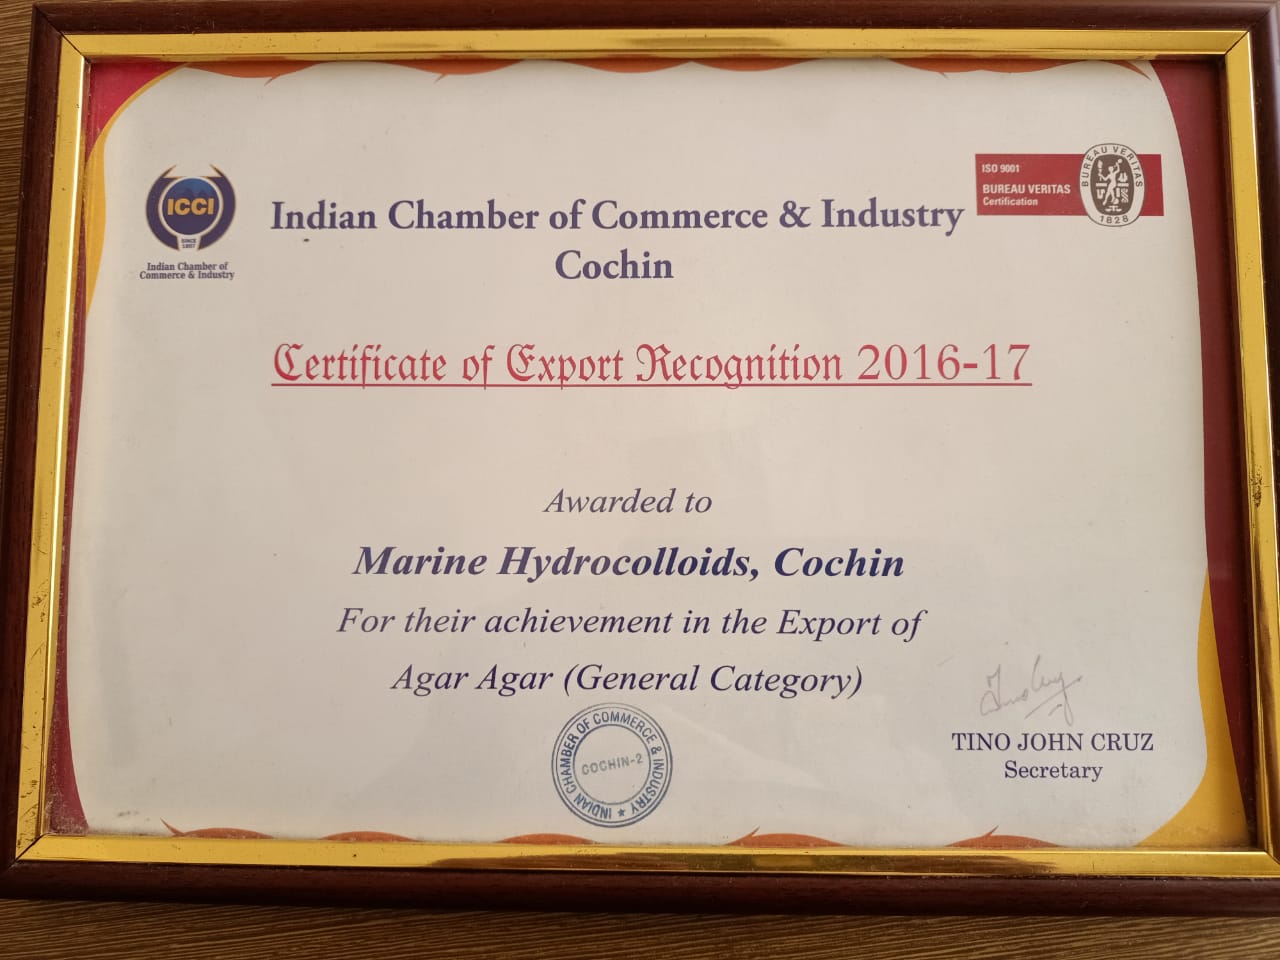 ICCI
SINCE
1857
Indian Chamber of
Commerce & Industry
Indian Chamber of Commerce & Industry
Cochin
ISO 9001
BUREAU VERITAS
Certification
BUREAU VERITAS
1828
Certificate of Export Recognition 2016-17
Awarded to
Marine Hydrocolloids, Cochin
For their achievement in the Export of
Agar Agar (General Category)
INDIAN CHAMBER OF COMMERCE & INDUSTRY ★
COCHIN-2
TINO JOHN CRUZ
Secretary